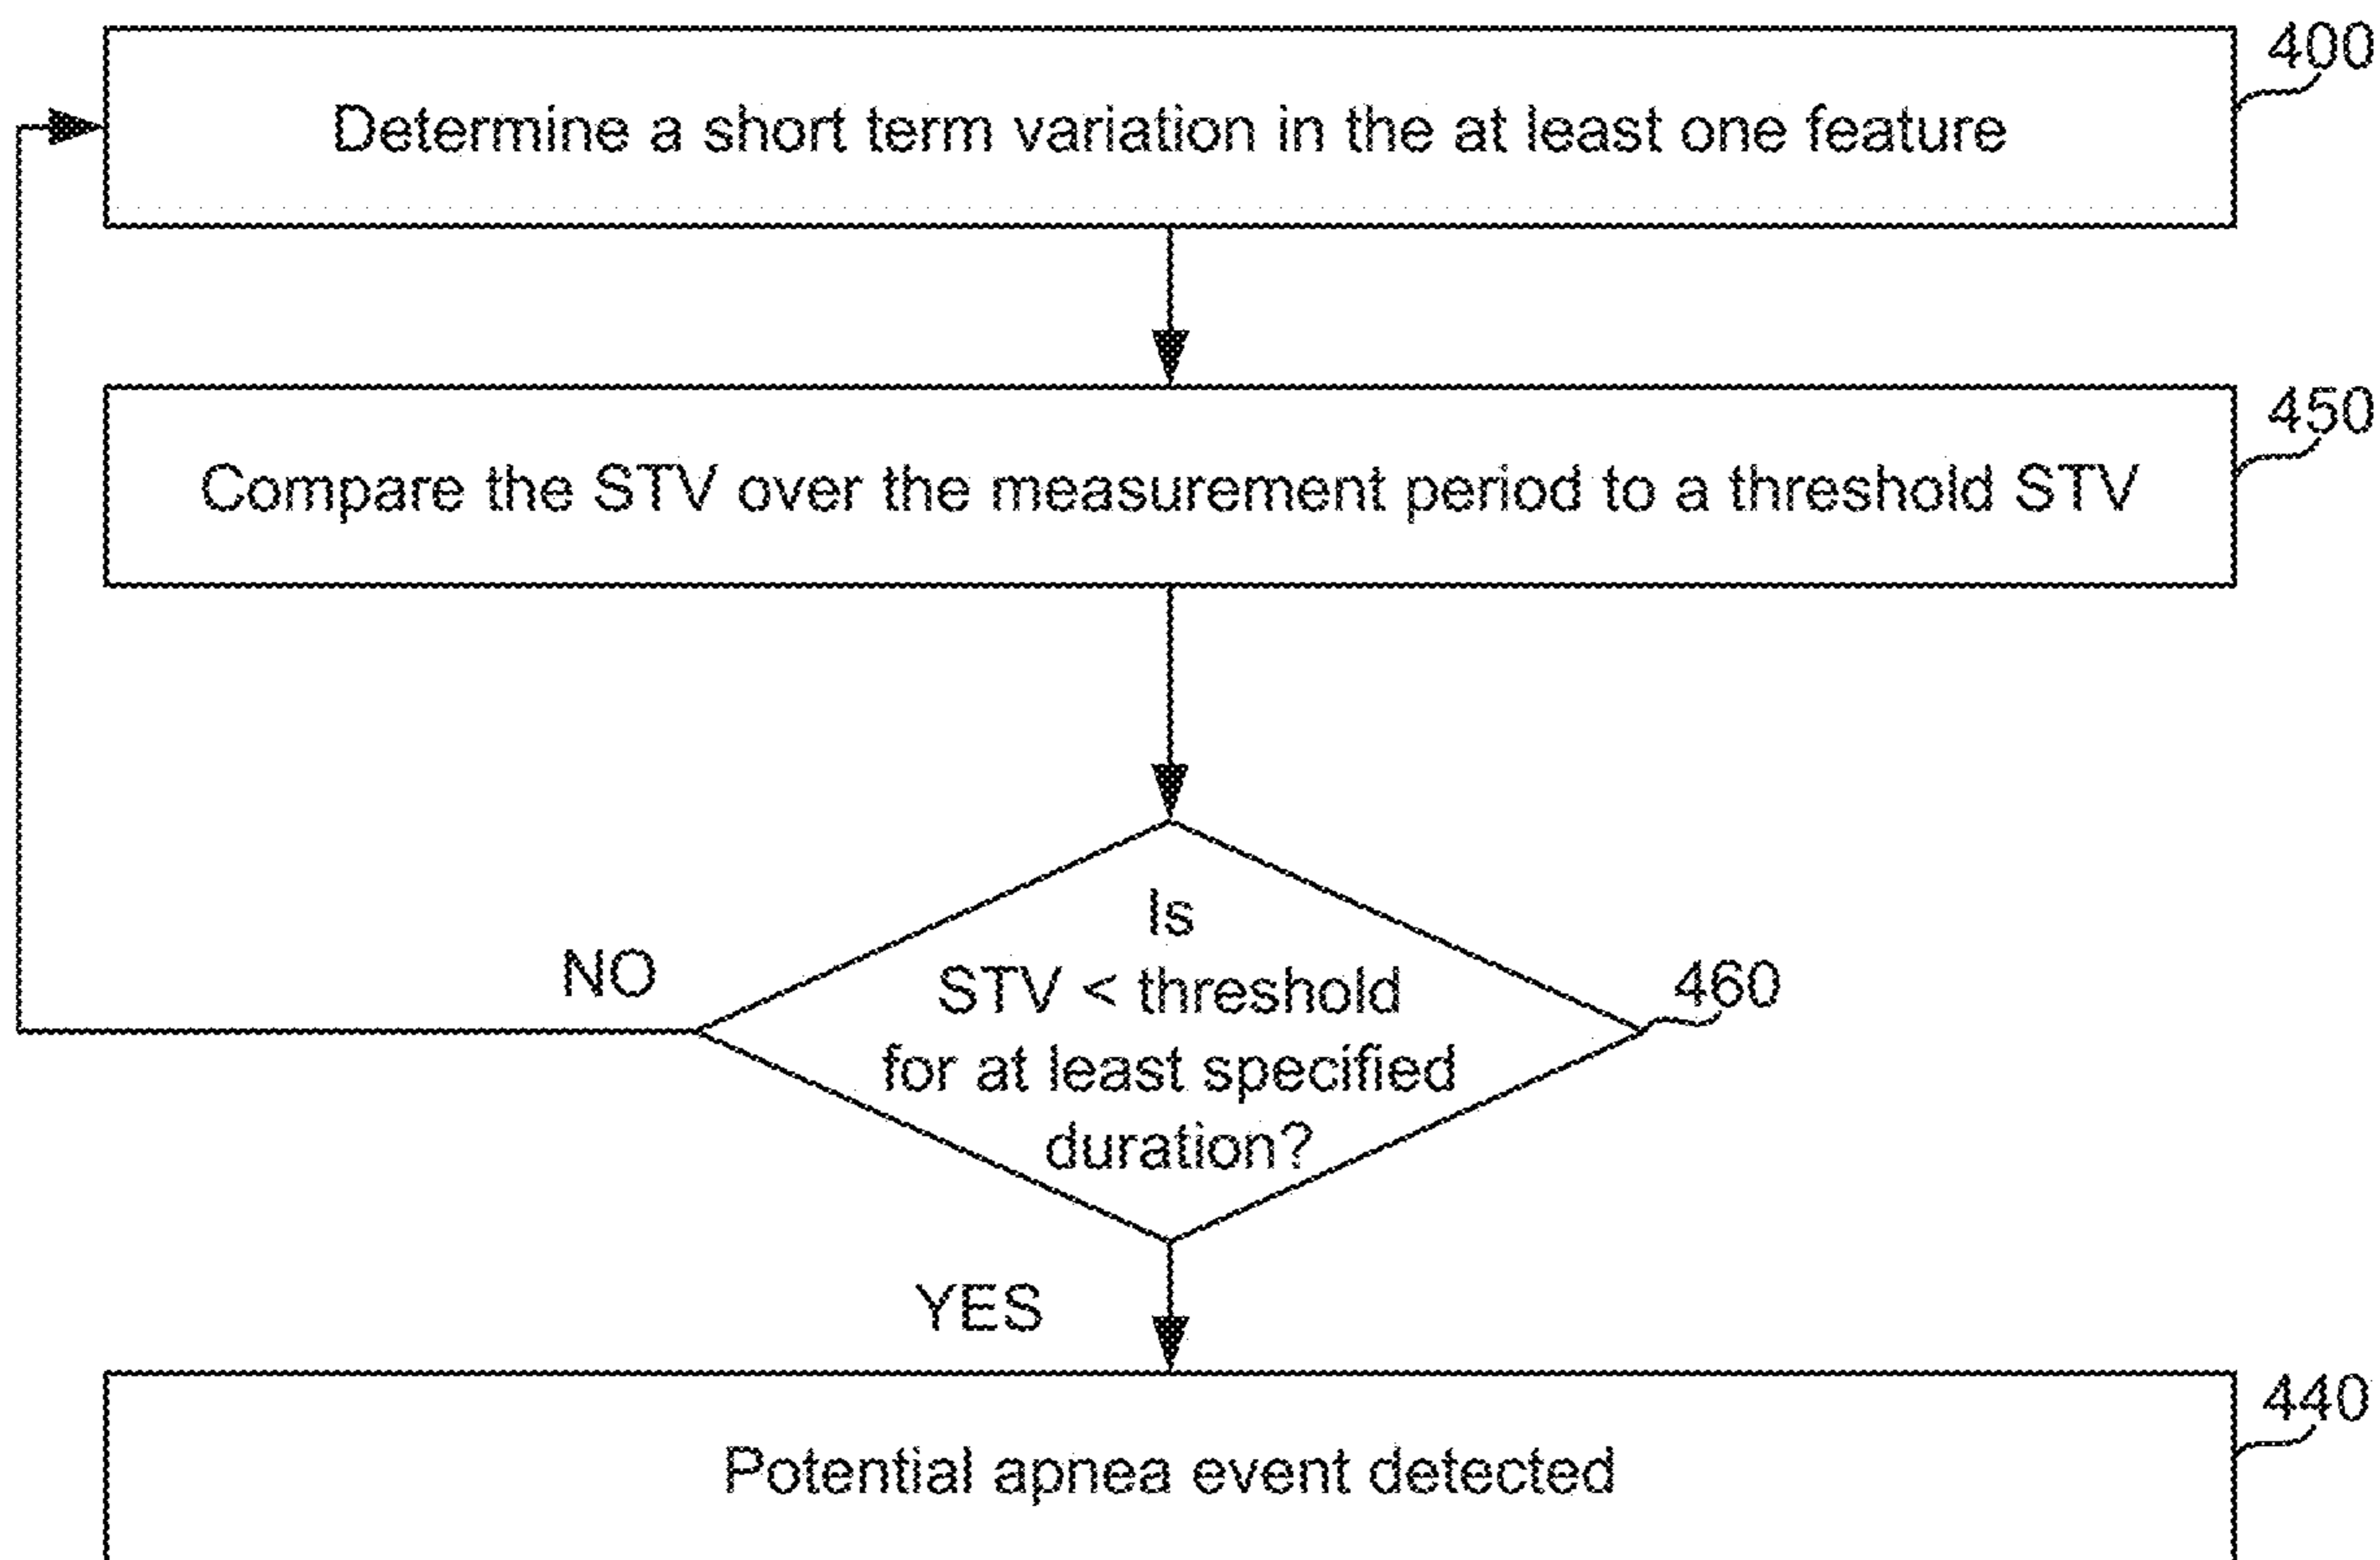 400
Determine a short term variation in the at least one feature
450
Compare the STV over the measurement period to a threshold STV
Is
NO
STV < threshold
460
for at least specified
duration?
YES
440
Potential apnea event detected